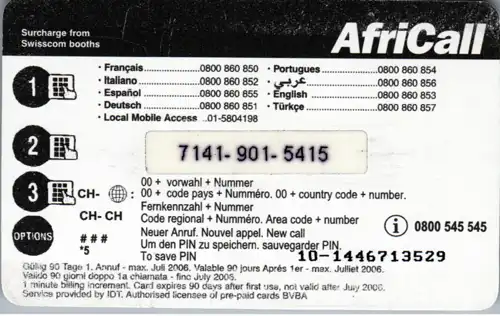 Surcharge from
Swisscom booths
AfriCall
1
· Français 0800 860 850 · Portugues 0800 860 854
· Italiano 0800 860 852 · عربي 0800 860 856
· Español 0800 860 855 · English 0800 860 853
· Deutsch 0800 860 851 · Türkçe 0800 860 857
· Local Mobile Access ..01-5804198
2
7141-901-5415
3
00 + vorwahl + Nummer
CH- : 00 + code pays + Numméro. 00 + country code + number.
Fernkennzahl + Nummer
CH- CH Code regional + Numméro. Area code + number
OPTIONS
i 0800 545 545
# # # Neuer Anruf. Nouvel appel. New call
*5 Um den PIN zu speichern. sauvegarder PIN.
To save PIN 10-1446713529
Gültig 90 Tage 1. Anruf - max. Juli 2006. Valable 90 jours Après 1er - max. Julliet 2006.
Valido 90 giorni dopo 1a chiamata - fino July 2006.
1 minute billing increment. Card expires 90 days after first use, not valid after July 2006.
Service provided by IDT. Authorised licensee of pre-paid cards BVBA